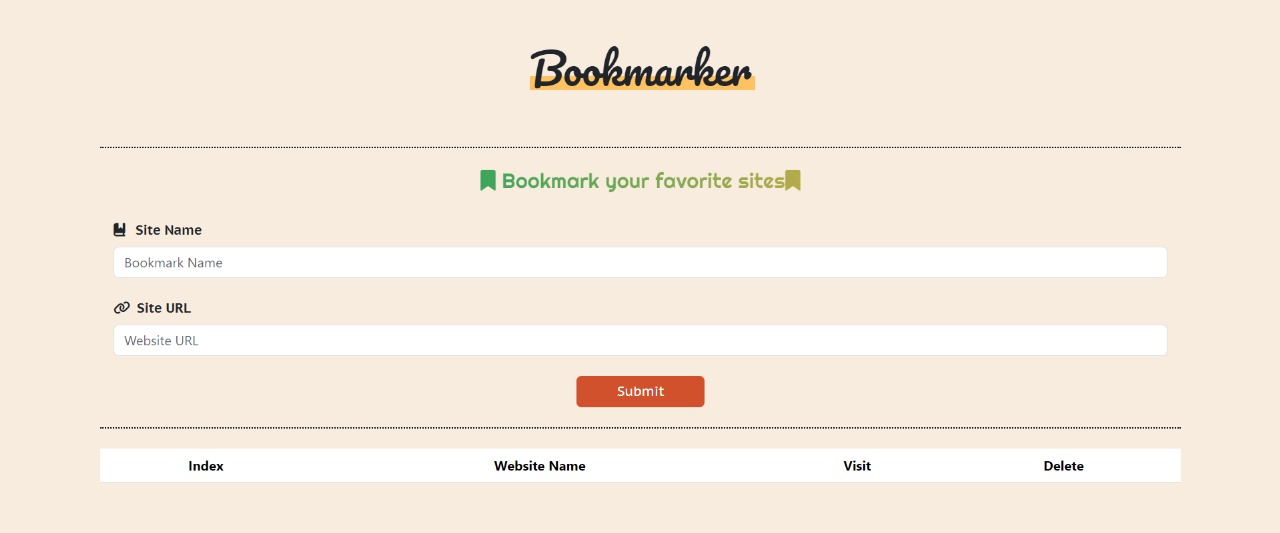 Bookmarker
Bookmark your favorite sites
Site Name
Bookmark Name
Site URL
Website URL
Submit
Index Website Name Visit Delete